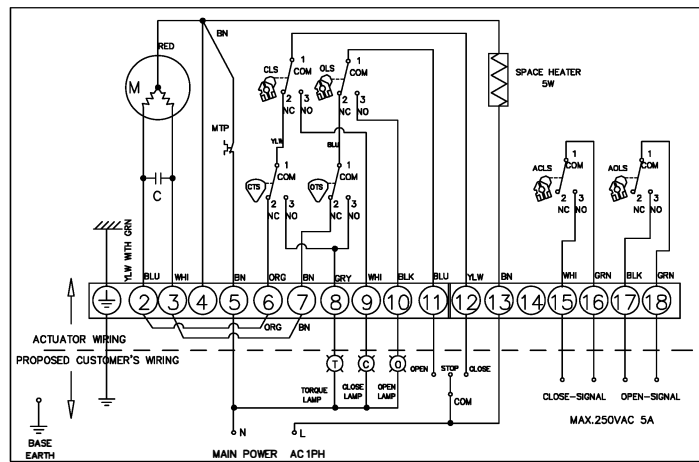 BN
RED
M
C
MTP
CLS
1
COM
2
NC
3
NO
OLS
1
COM
2
NC
3
NO
SPACE HEATER
5W
YLW
BLU
CTS
1
COM
2
NC
3
NO
OTS
1
COM
2
NC
3
NO
ACLS
1
COM
NC
2
3
NO
AOLS
1
COM
NC
2
3
NO
YLW WITH GRN
BLU
WHI
BN
ORG
BN
GRY
WHI
BLK
BLU
YLW
BN
WHI
GRN
BLK
GRN
2
3
4
5
6
7
8
9
10
11
12
13
14
15
16
17
18
ORG
BN
ACTUATOR WIRING
PROPOSED CUSTOMER'S WIRING
T
C
O
TORQUE
LAMP
CLOSE
LAMP
OPEN
LAMP
OPEN
STOP
CLOSE
COM
CLOSE-SIGNAL
OPEN-SIGNAL
MAX.250VAC 5A
BASE
EARTH
N
L
MAIN POWER AC 1PH